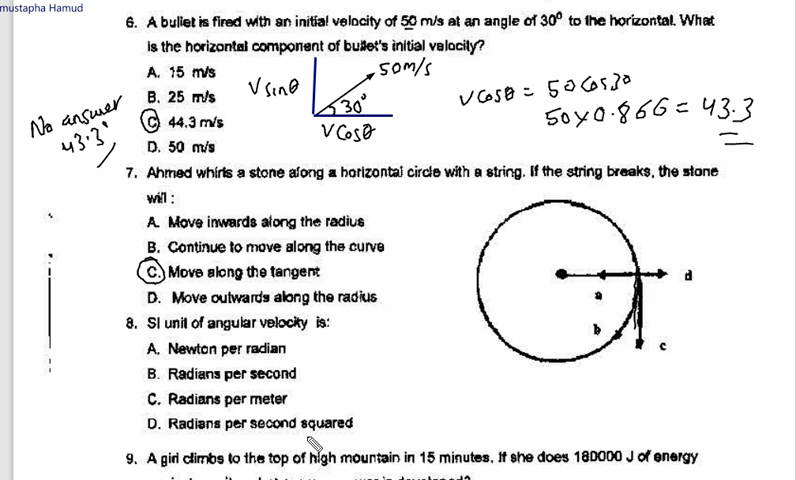 mustapha Hamud
6. A bullet is fired with an initial velocity of 50 m/s at an angle of 30⁰ to the horizontal. What
is the horizontal component of bullet's initial velocity?
A. 15 m/s
B. 25 m/s
C. 44.3 m/s
D. 50 m/s
No answer
43.3
V sinθ
50 m/s
30°
V Cosθ
V Cosθ = 50 Cos 30
50 x 0.866 = 43.3
7. Ahmed whirls a stone along a horizontal circle with a string. If the string breaks, the stone
will :
A. Move inwards along the radius
B. Continue to move along the curve
C. Move along the tangent
D. Move outwards along the radius
a
b
c
d
8. SI unit of angular velocity is:
A. Newton per radian
B. Radians per second
C. Radians per meter
D. Radians per second squared
9. A girl climbs to the top of high mountain in 15 minutes. If she does 180000 J of energy